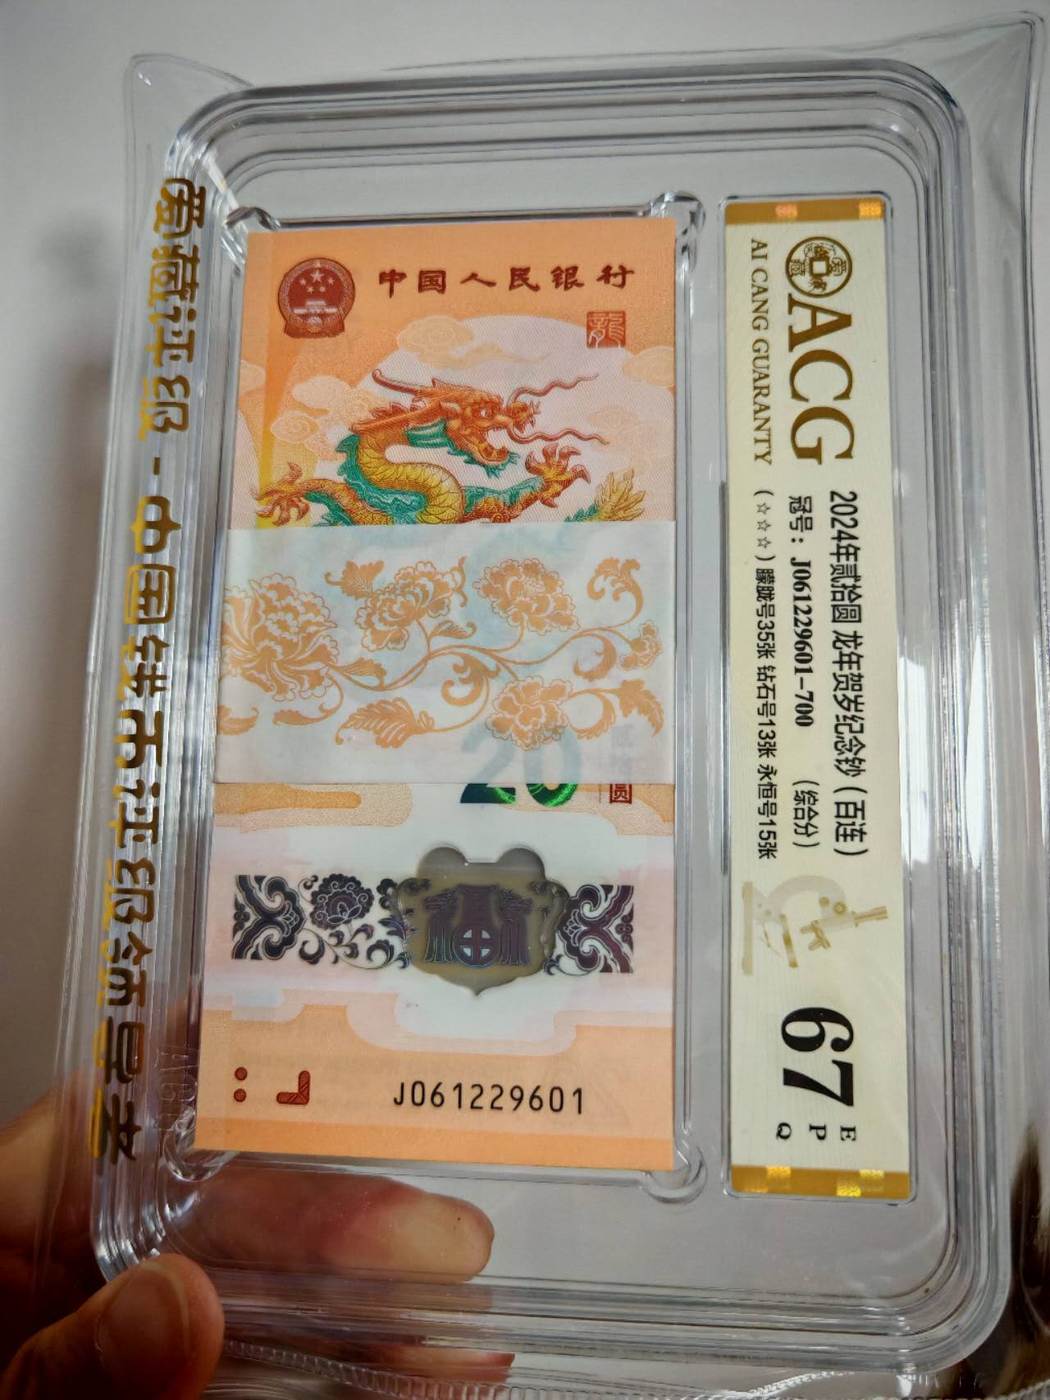 中国人民银行
龍
20
圆
J061229601
ACG
AI CANG GUARANTY
2024年贰拾圆 龙年贺岁纪念钞（百连）
冠号：J061229601-700 （综合分）
（☆☆☆）朦胧号35张 钻石号13张 永恒号15张
67
E
P
Q
爱藏评级 - 中国钱币评级领导者